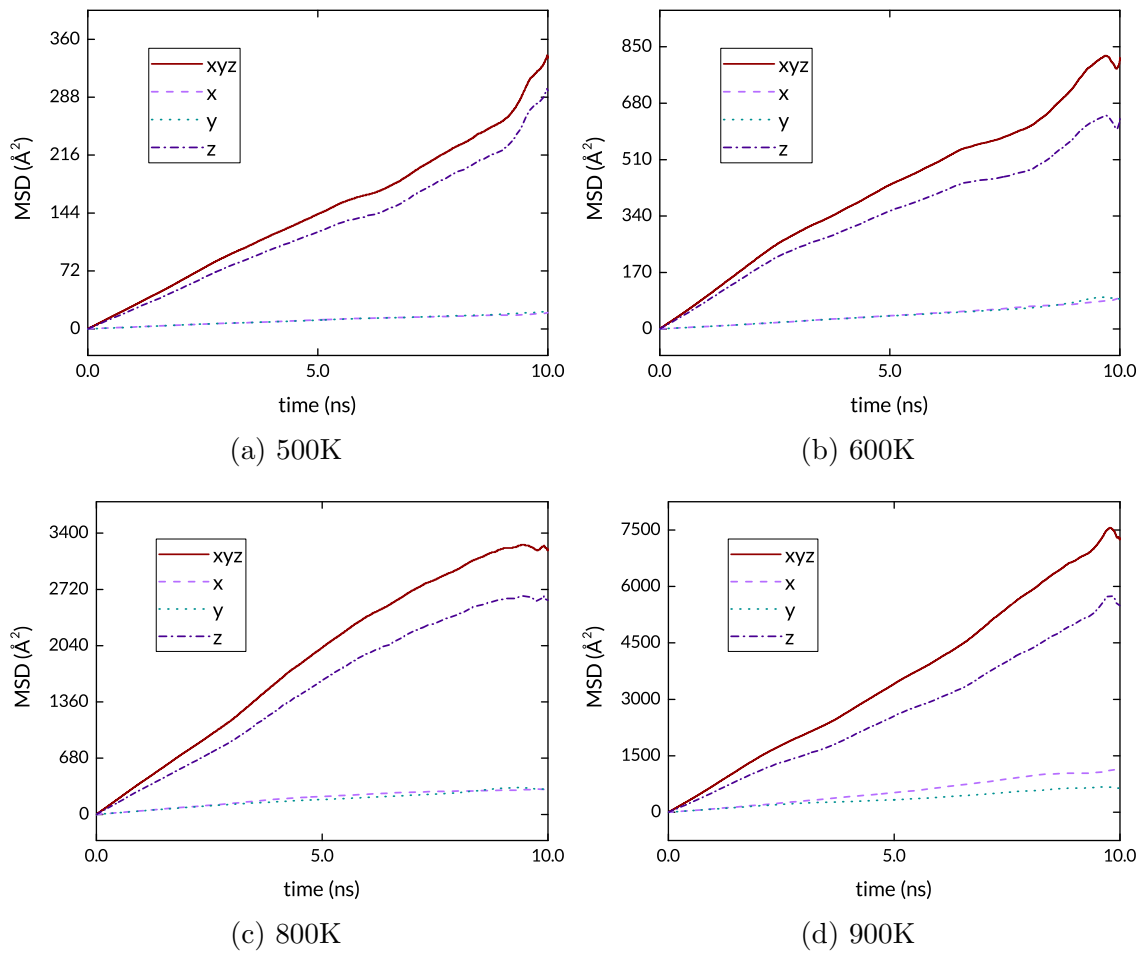 MSD (Å²)
360
288
216
144
72
0
xyz
x
y
z
0.0 5.0 10.0
time (ns)
(a) 500K
MSD (Å²)
850
680
510
340
170
0
xyz
x
y
z
0.0 5.0 10.0
time (ns)
(b) 600K
MSD (Å²)
3400
2720
2040
1360
680
0
xyz
x
y
z
0.0 5.0 10.0
time (ns)
(c) 800K
MSD (Å²)
7500
6000
4500
3000
1500
0
xyz
x
y
z
0.0 5.0 10.0
time (ns)
(d) 900K